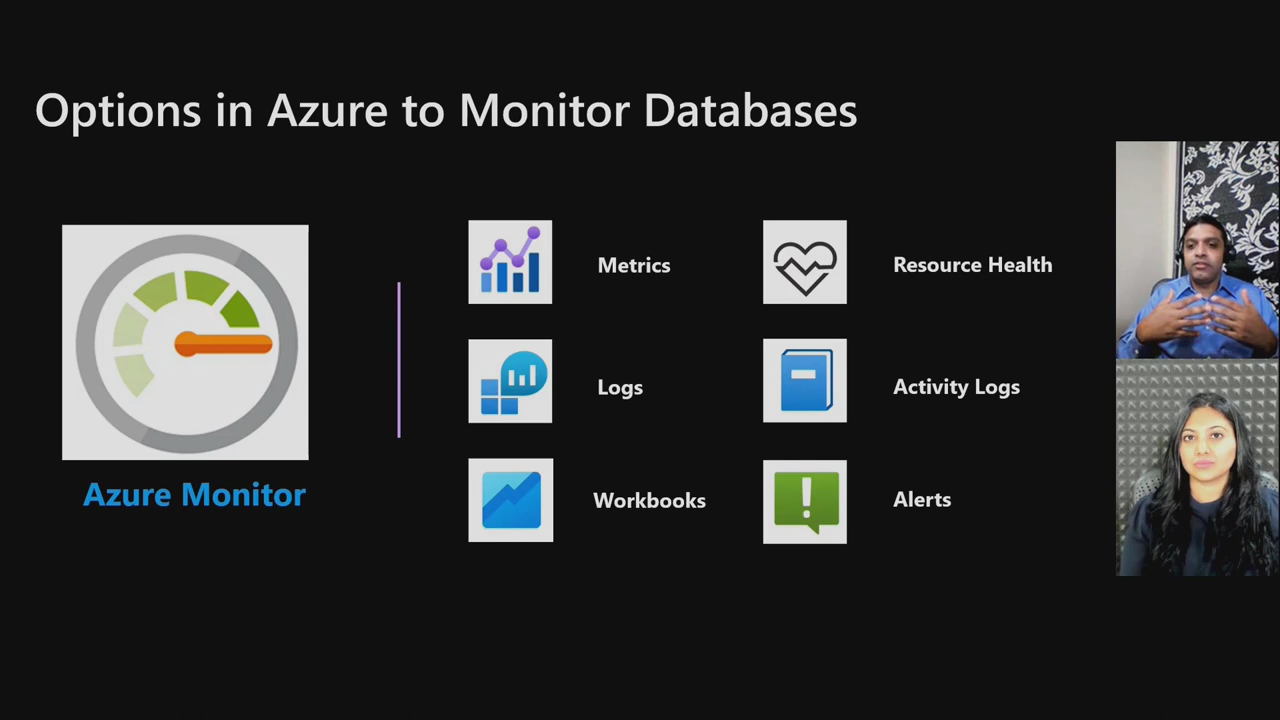 Options in Azure to Monitor Databases
Azure Monitor
Metrics
Logs
Workbooks
Resource Health
Activity Logs
Alerts